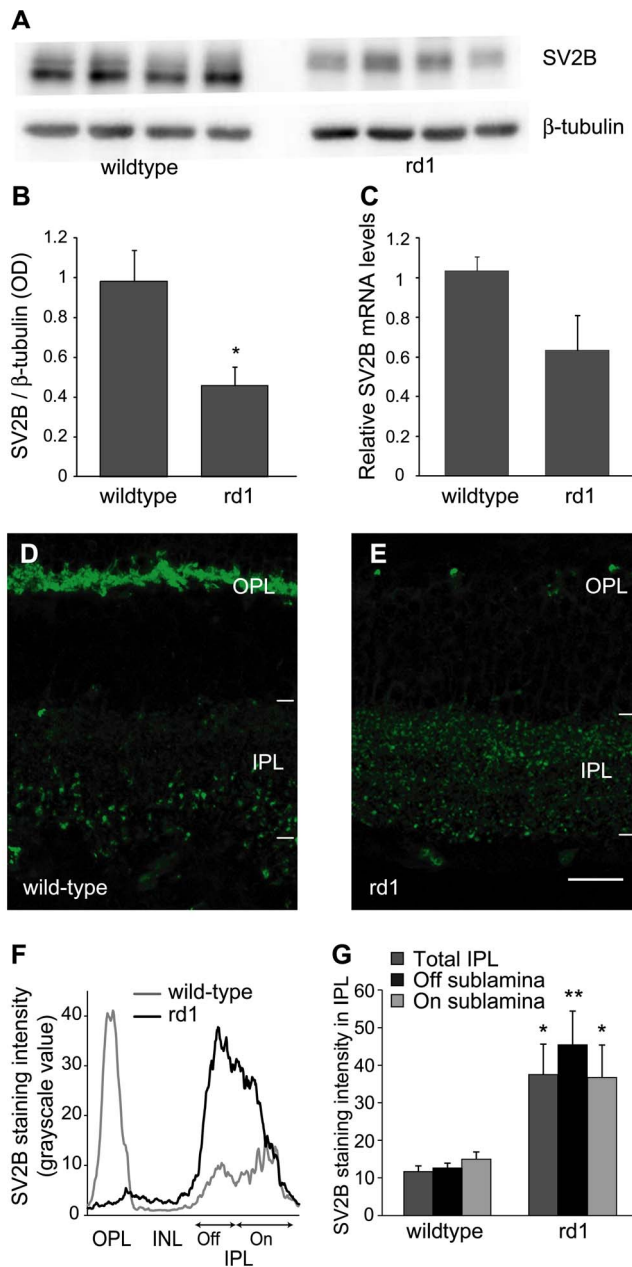 A
SV2B
β-tubulin
wildtype rd1
B
SV2B / β-tubulin (OD)
1.2
1
0.8
0.6
0.4
0.2
0
*
wildtype rd1
C
Relative SV2B mRNA levels
1.2
1
0.8
0.6
0.4
0.2
0
wildtype rd1
D
OPL
IPL
wild-type
E
OPL
IPL
rd1
F
wild-type
rd1
SV2B staining intensity
(grayscale value)
40
30
20
10
0
OPL INL Off On
IPL
G
Total IPL
Off sublamina
On sublamina
SV2B staining intensity in IPL
60
50
40
30
20
10
0
* ** *
wildtype rd1